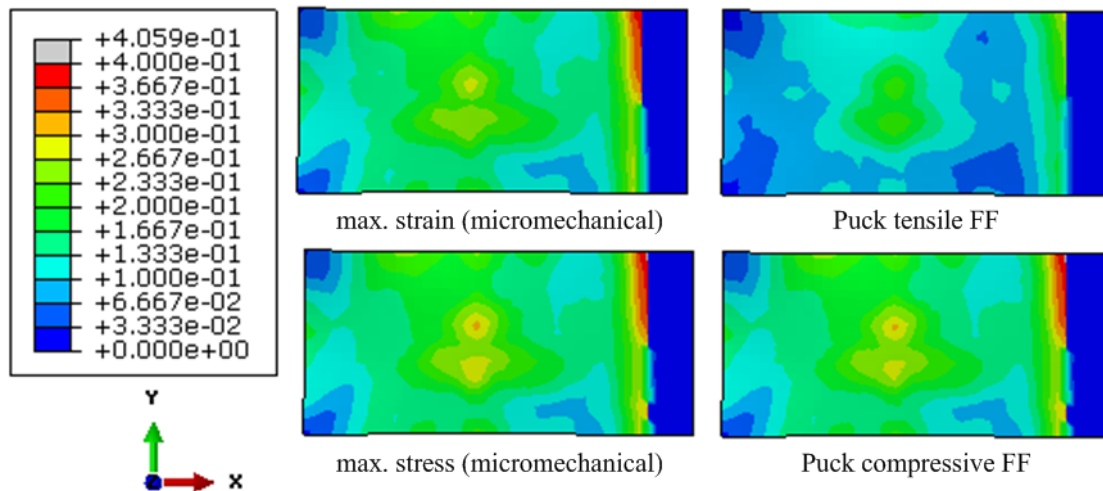 +4.059e-01
+4.000e-01
+3.667e-01
+3.333e-01
+3.000e-01
+2.667e-01
+2.333e-01
+2.000e-01
+1.667e-01
+1.333e-01
+1.000e-01
+6.667e-02
+3.333e-02
+0.000e+00
max. strain (micromechanical)
Puck tensile FF
max. stress (micromechanical)
Puck compressive FF
Y
Z
X